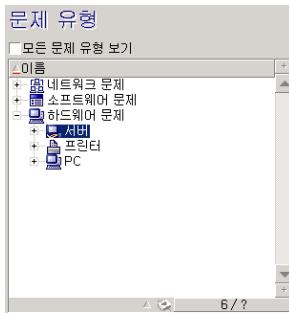 문제 유형
모든 문제 유형 보기
이름
네트워크 문제
소프트웨어 문제
하드웨어 문제
서버
프린터
PC
6/?